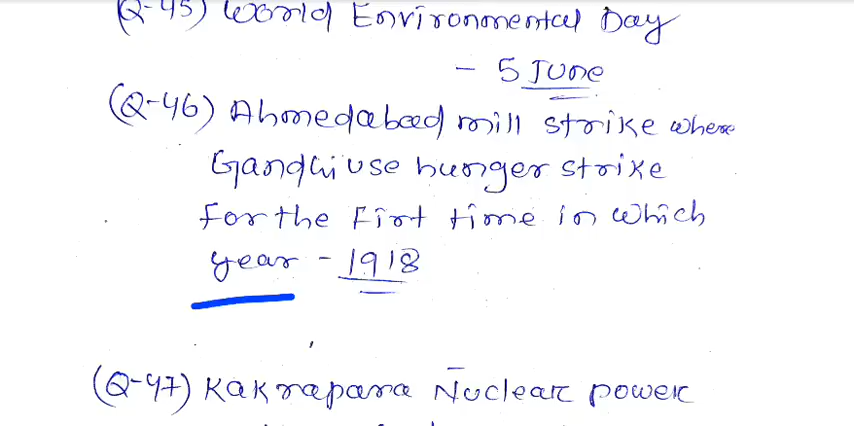 (Q-45) World Environmental Day
- 5 June
(Q-46) Ahmedabad mill strike where
Gandhi use hunger strike
for the First time in which
year - 1918
(Q-47) Kakrapara Nuclear power